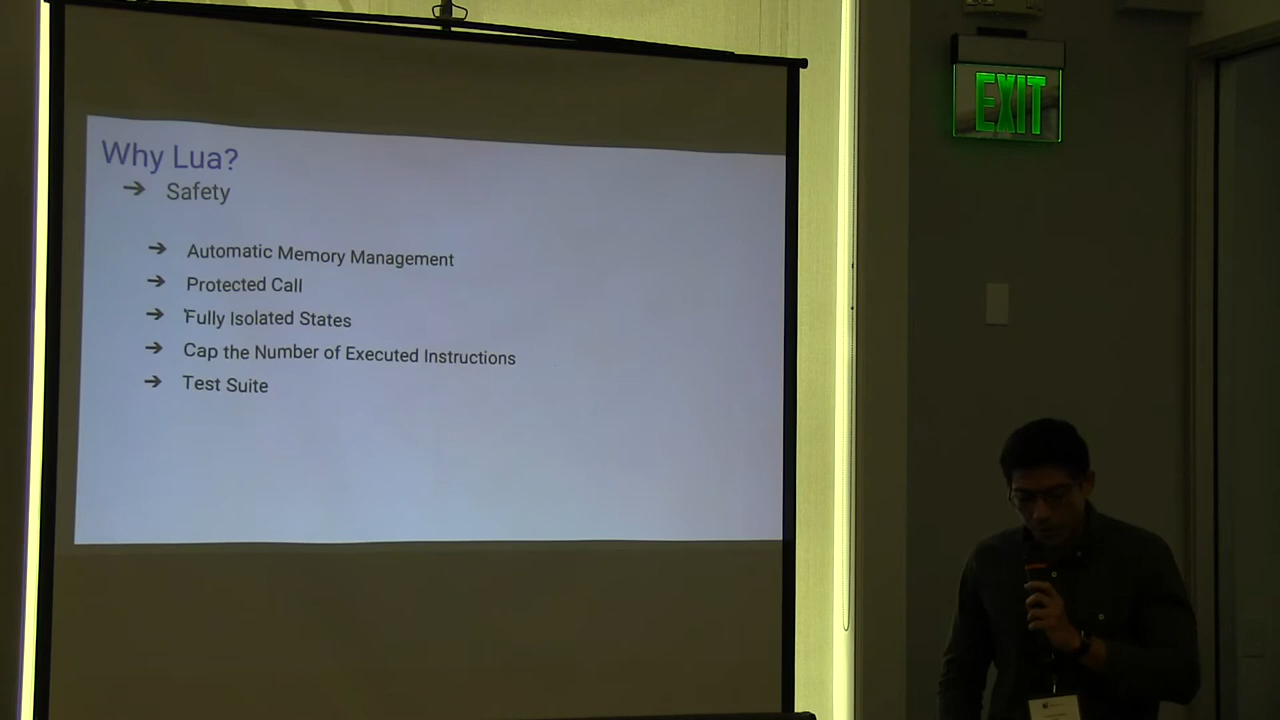 Why Lua?
➔ Safety
➔ Automatic Memory Management
➔ Protected Call
➔ Fully Isolated States
➔ Cap the Number of Executed Instructions
➔ Test Suite
EXIT